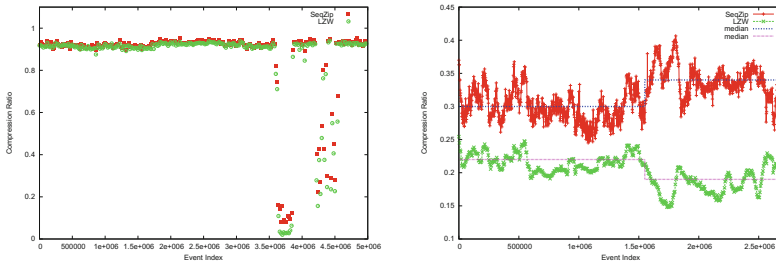 SeqZip
LZW
Compression Ratio
1
0.8
0.6
0.4
0.2
0
0
500000
1e+006
1.5e+006
2e+006
2.5e+006
3e+006
3.5e+006
4e+006
4.5e+006
5e+006
Event Index
SeqZip
LZW
median
median
Compression Ratio
0.45
0.4
0.35
0.3
0.25
0.2
0.15
0.1
0
500000
1e+006
1.5e+006
2e+006
2.5e+006
Event Index